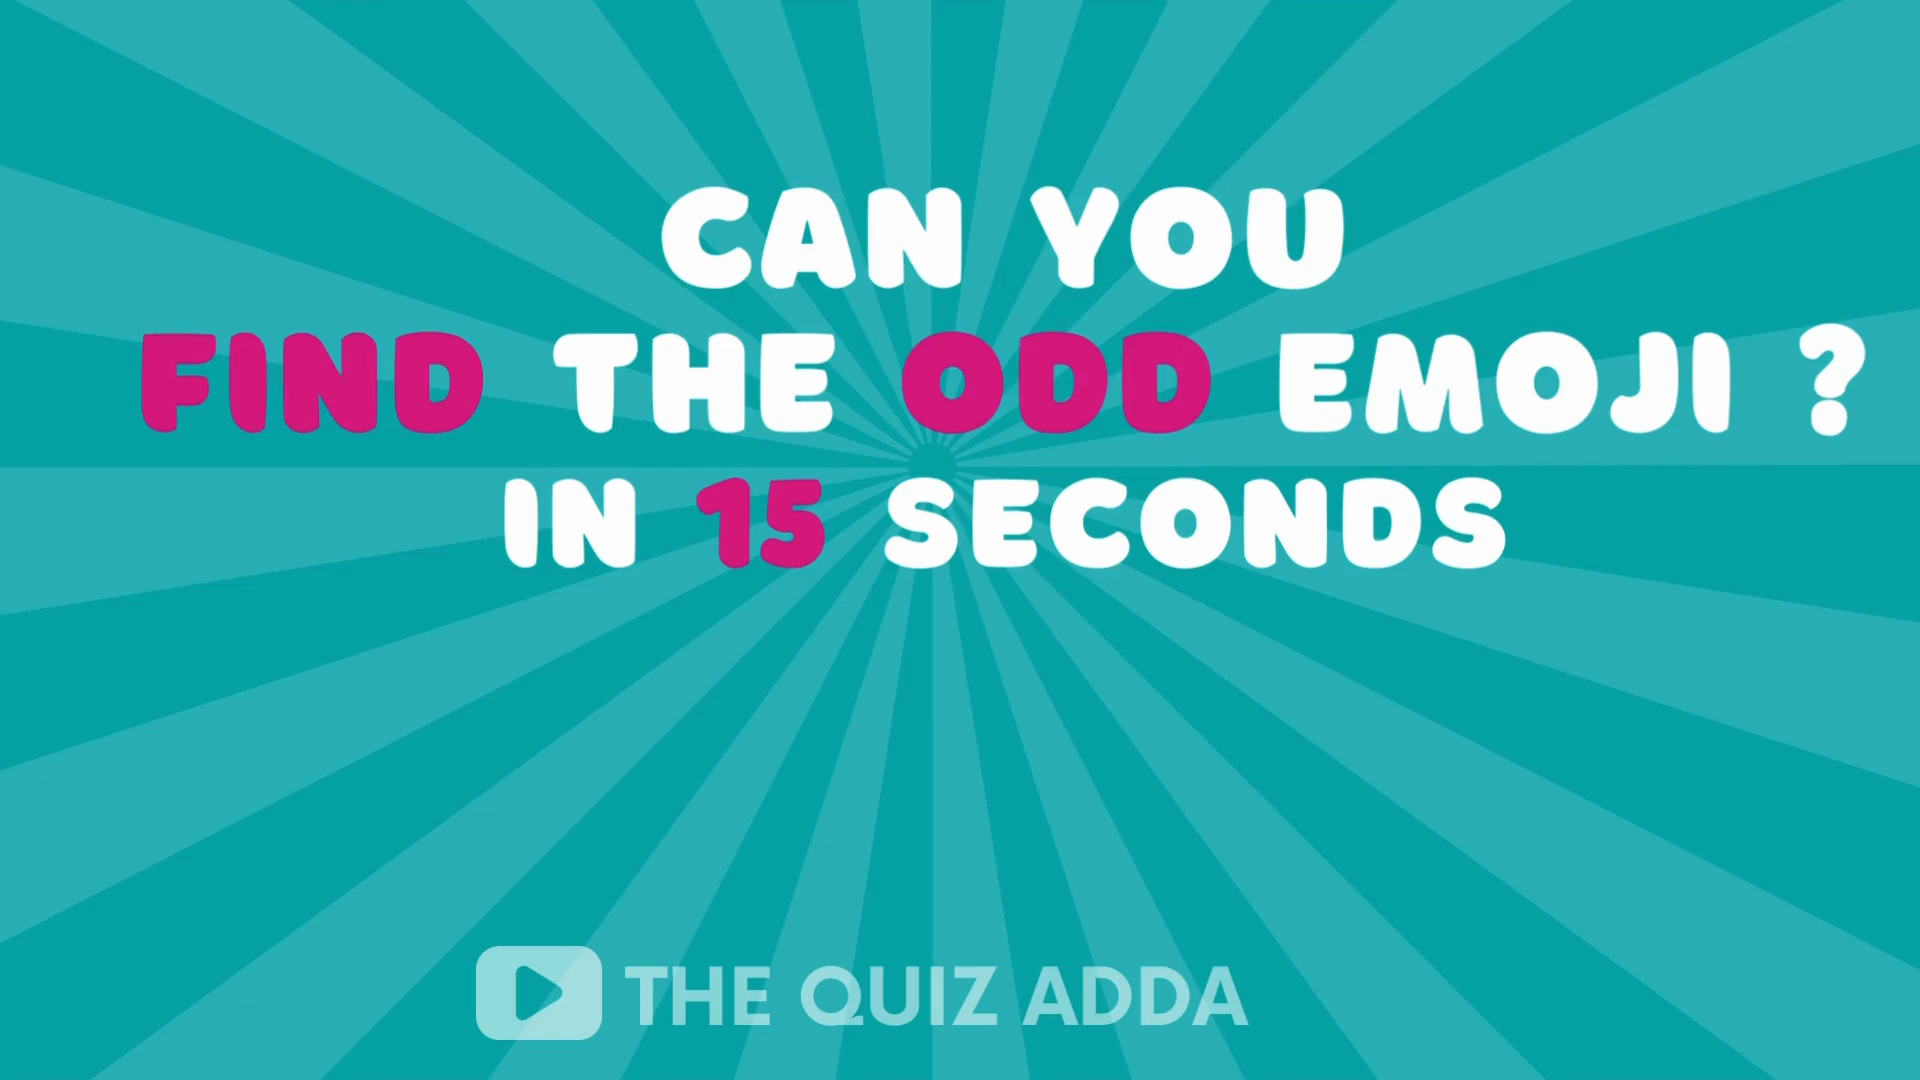 CAN YOU
FIND THE ODD EMOJI ?
IN 15 SECONDS
THE QUIZ ADDA